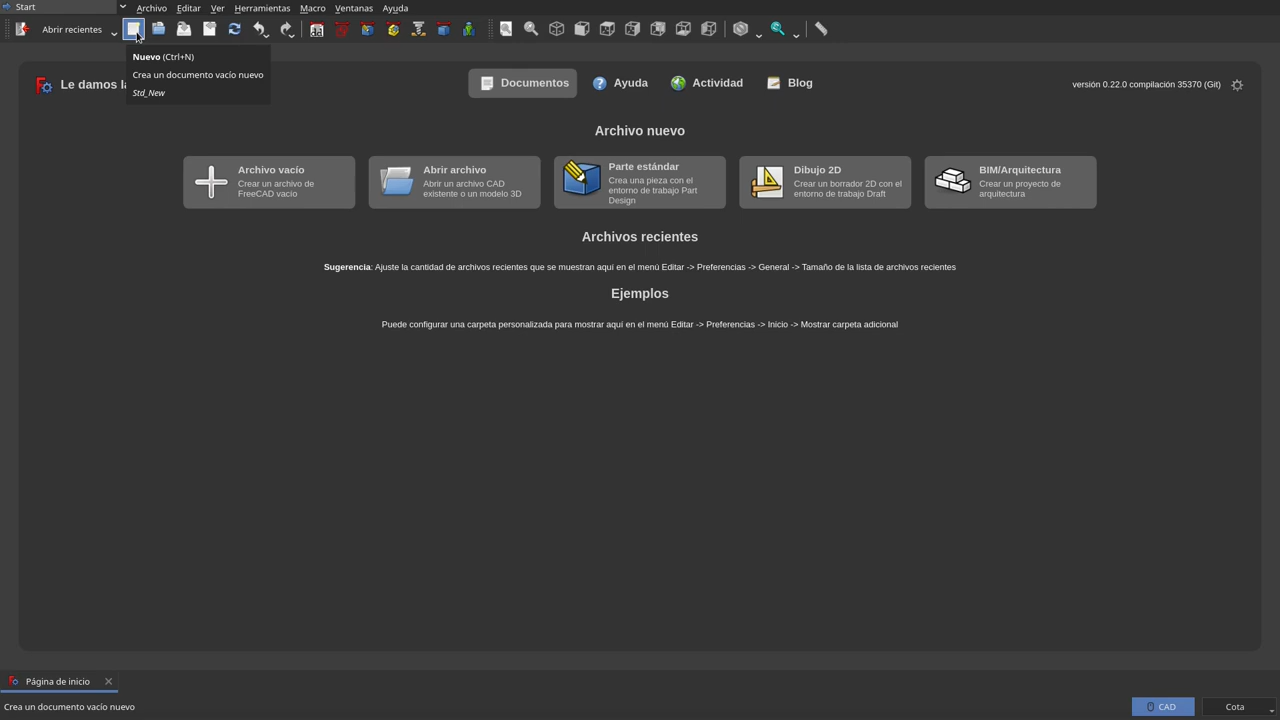 Start
Archivo
Editar
Ver
Herramientas
Macro
Ventanas
Ayuda
Abrir recientes
Nuevo (Ctrl+N)
Crea un documento vacío nuevo
Std_New
Le damos la
Documentos
Ayuda
Actividad
Blog
versión 0.22.0 compilación 35370 (Git)
Archivo nuevo
Archivo vacío
Crear un archivo de
FreeCAD vacío
Abrir archivo
Abrir un archivo CAD
existente o un modelo 3D
Parte estándar
Crea una pieza con el
entorno de trabajo Part
Design
Dibujo 2D
Crear un borrador 2D con el
entorno de trabajo Draft
BIM/Arquitectura
Crear un proyecto de
arquitectura
Archivos recientes
Sugerencia: Ajuste la cantidad de archivos recientes que se muestran aquí en el menú Editar -> Preferencias -> General -> Tamaño de la lista de archivos recientes
Ejemplos
Puede configurar una carpeta personalizada para mostrar aquí en el menú Editar -> Preferencias -> Inicio -> Mostrar carpeta adicional
Página de inicio
Crea un documento vacío nuevo
CAD
Cota